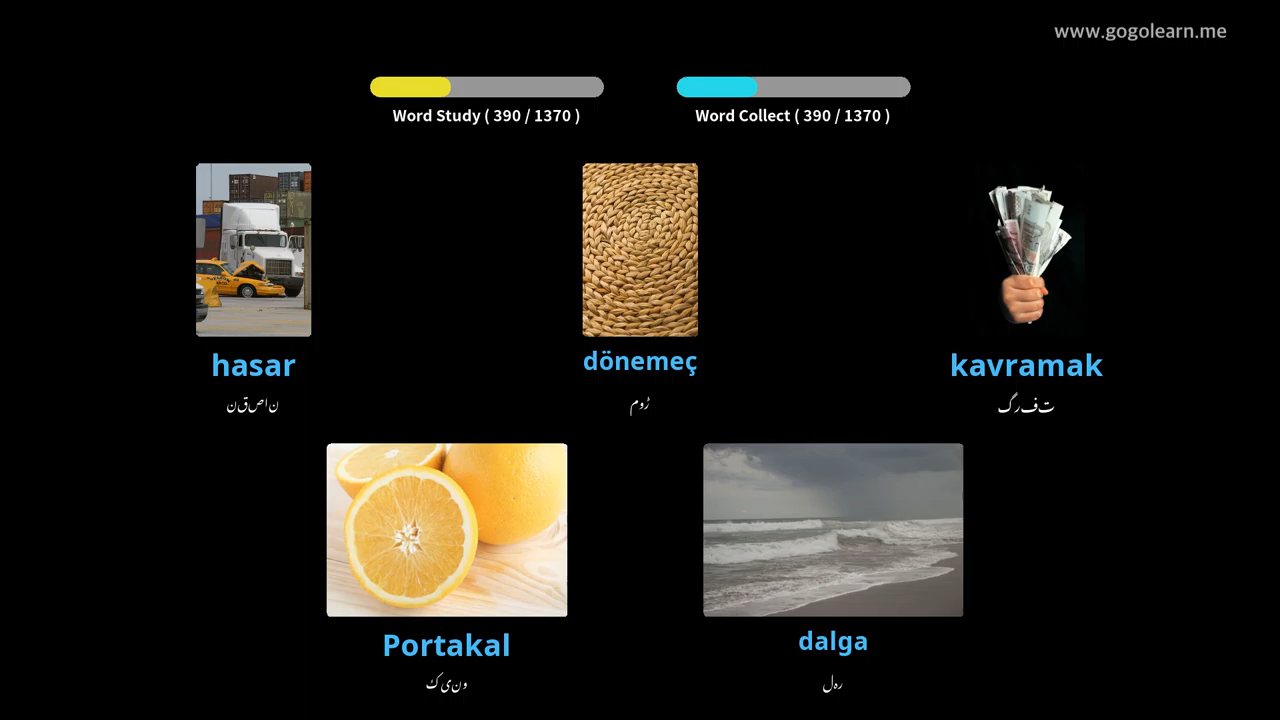 www.gogolearn.me
Word Study ( 390 / 1370 )
Word Collect ( 390 / 1370 )
hasar
dönemeç
kavramak
ناصقن
ڑوم
تفرگ
Portakal
dalga
ونیک
رہل